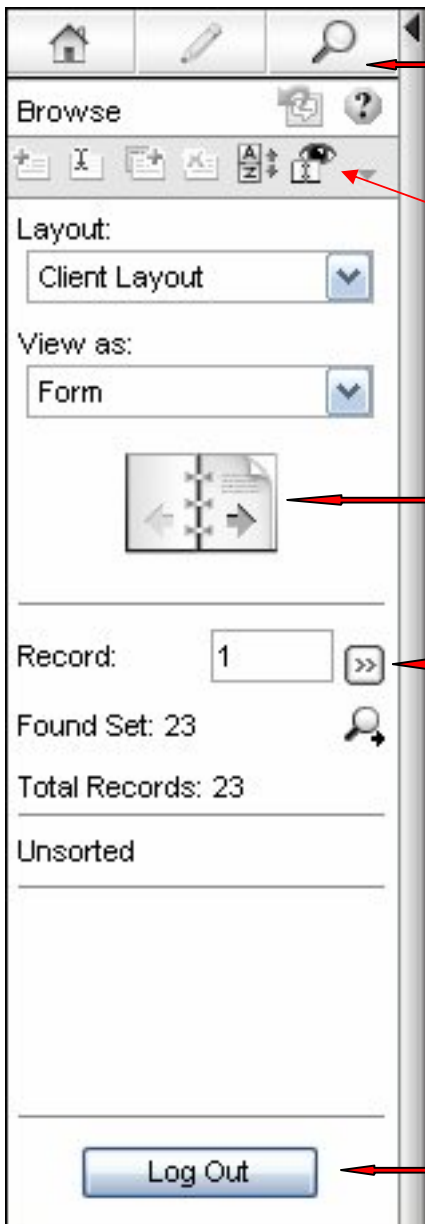 ?
Browse
A
Z
Layout:
Client Layout
View as:
Form
Record: 1 >>
Found Set: 23
Total Records: 23
Unsorted
Log Out